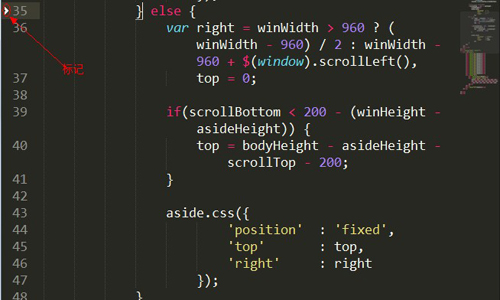 35 } else {
36 var right = winWidth > 960 ? (
winWidth - 960) / 2 : winWidth -
960 + $(window).scrollLeft(),
标记
37 top = 0;
38
39 if(scrollBottom < 200 - (winHeight -
asideHeight)) {
40 top = bodyHeight - asideHeight -
scrollTop - 200;
41 }
42
43 aside.css({
44 'position' : 'fixed',
45 'top' : top,
46 'right' : right
47 });
48 }